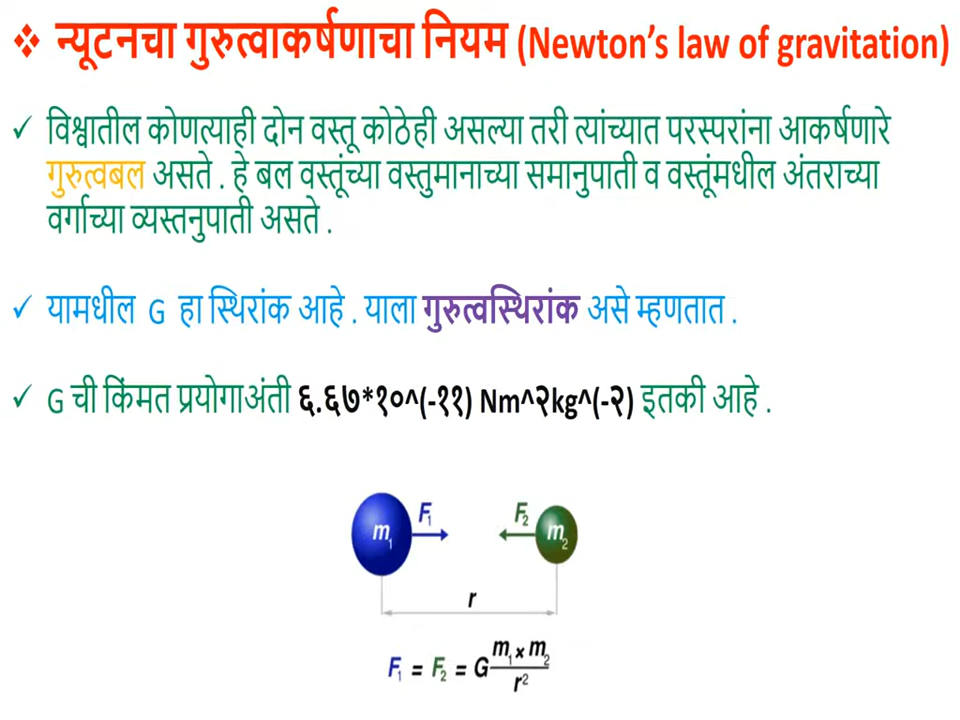 ❖ न्यूटनचा गुरुत्वाकर्षणाचा नियम (Newton's law of gravitation)
✓ विश्वातील कोणत्याही दोन वस्तू कोठेही असल्या तरी त्यांच्यात परस्परांना आकर्षणारे
गुरुत्वबल असते . हे बल वस्तूंच्या वस्तुमानाच्या समानुपाती व वस्तूंमधील अंतराच्या
वर्गाच्या व्यस्तनुपाती असते .
✓ यामधील G हा स्थिरांक आहे . याला गुरुत्वस्थिरांक असे म्हणतात .
✓ G ची किंमत प्रयोगाअंती ६.६७*१०^(-११) Nm^२kg^(-२) इतकी आहे .
m₁ F₁ F₂ m₂
r
F₁ = F₂ = G (m₁ × m₂) / r²